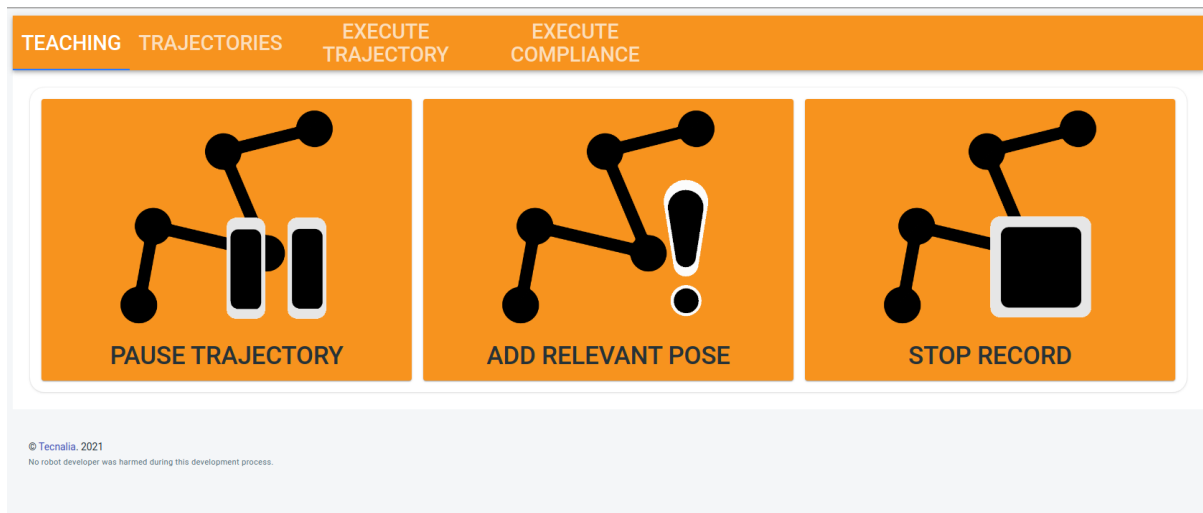 TEACHING
TRAJECTORIES
EXECUTE
TRAJECTORY
EXECUTE
COMPLIANCE
PAUSE TRAJECTORY
ADD RELEVANT POSE
STOP RECORD
© Tecnalia. 2021
No robot developer was harmed during this development process.